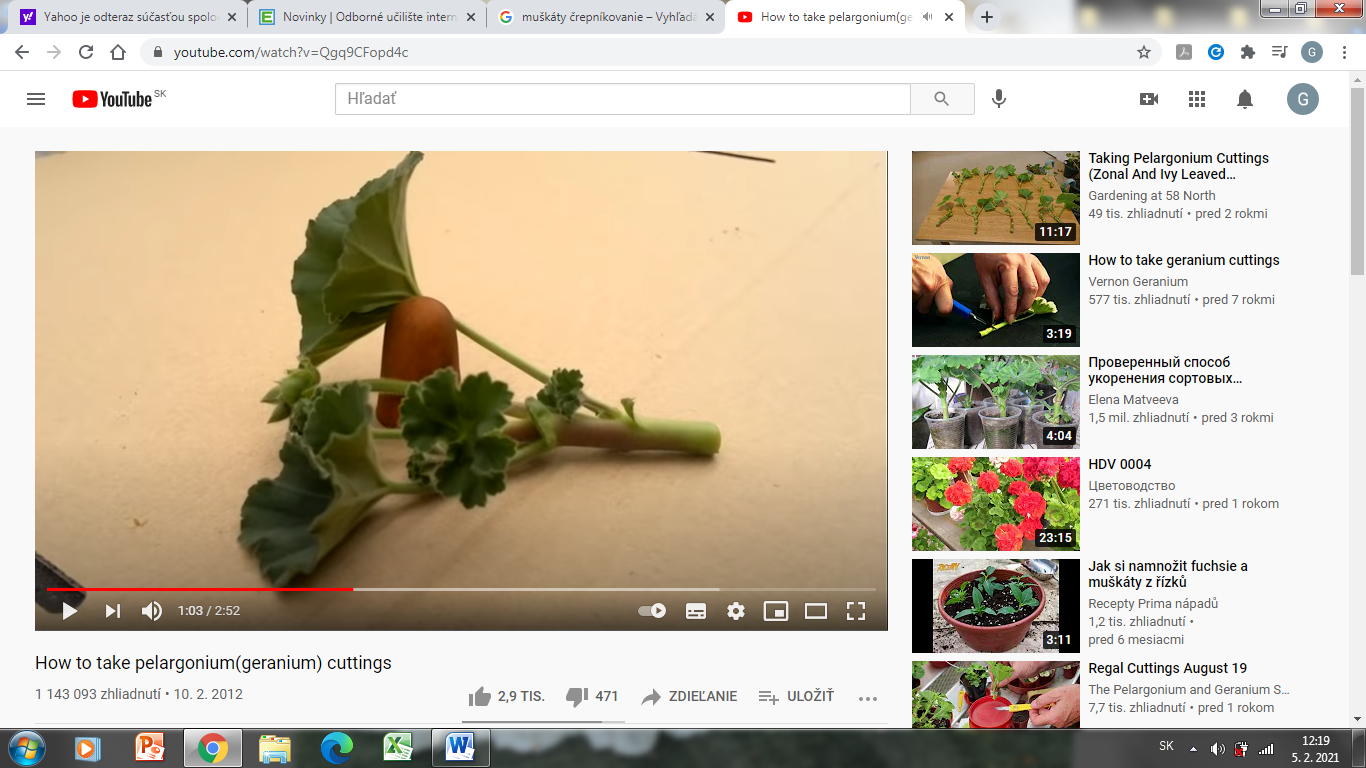 Yahoo je odteraz súčasťou spolo
Novinky | Odborné učilište intern
muškáty črepníkovanie – Vyhľadá
How to take pelargonium(ge
youtube.com/watch?v=Qgq9CFopd4c
G
YouTube SK
Hľadať
G
1:03 / 2:52
How to take pelargonium(geranium) cuttings
1 143 093 zhliadnutí • 10. 2. 2012
2,9 TIS.
471
ZDIEĽANIE
ULOŽIŤ
Taking Pelargonium Cuttings
(Zonal And Ivy Leaved…
Gardening at 58 North
49 tis. zhliadnutí • pred 2 rokmi
11:17
How to take geranium cuttings
Vernon Geranium
577 tis. zhliadnutí • pred 7 rokmi
3:19
Проверенный способ
укоренения сортовых…
Elena Matveeva
1,5 mil. zhliadnutí • pred 3 rokmi
4:04
HDV 0004
Цветоводство
271 tis. zhliadnutí • pred 1 rokom
23:15
Jak si namnožit fuchsie a
muškáty z řízků
Recepty Prima nápadů
1,2 tis. zhliadnutí •
pred 6 mesiacmi
3:11
Regal Cuttings August 19
The Pelargonium and Geranium S…
7,7 tis. zhliadnutí • pred 1 rokom
SK
12:19
5. 2. 2021